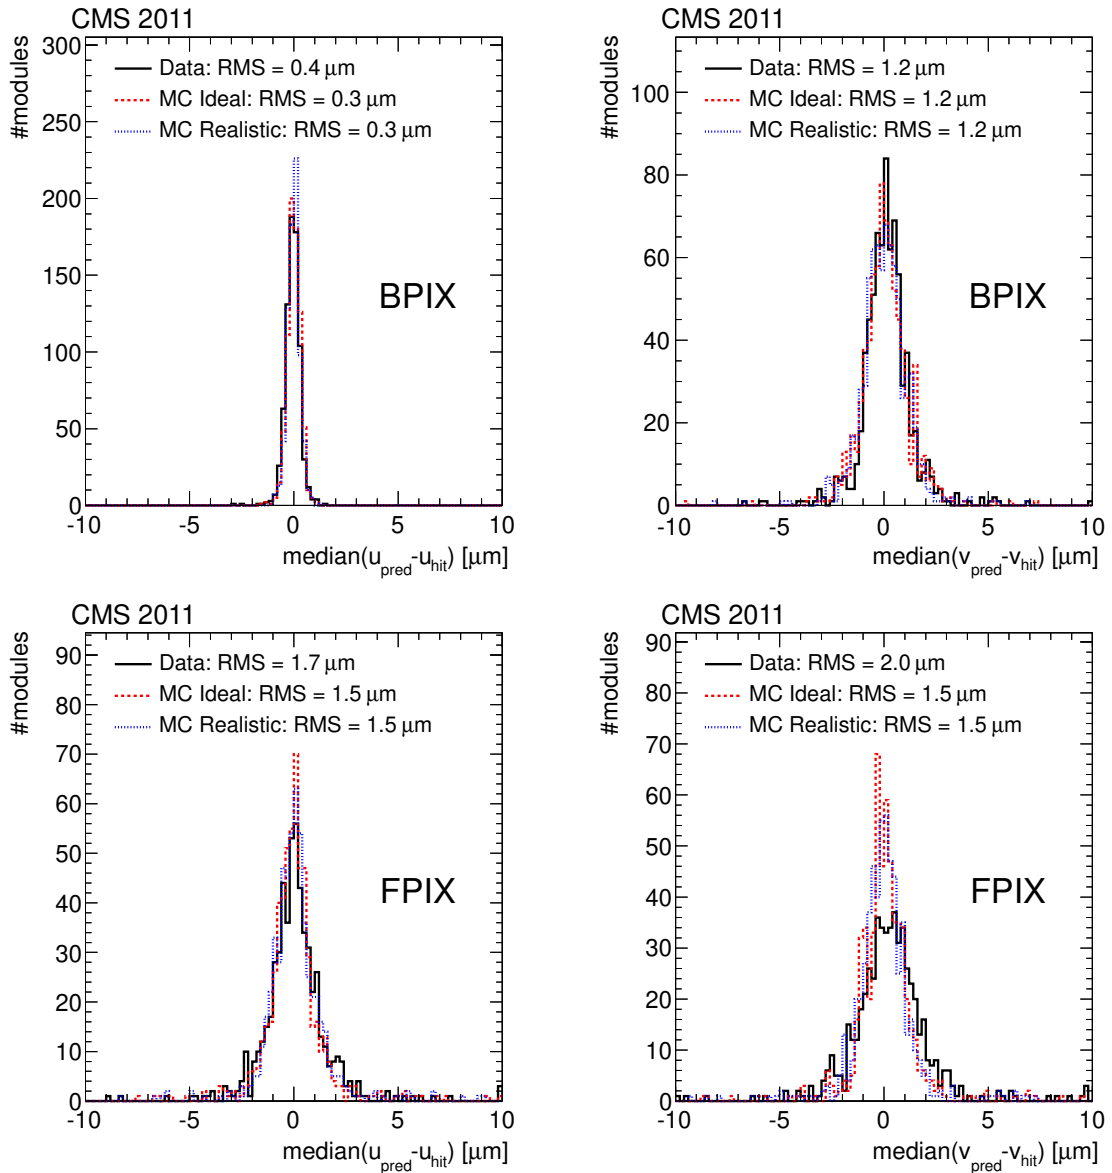 CMS 2011
#modules
300
250
200
150
100
50
0
Data: RMS = 0.4 μm
MC Ideal: RMS = 0.3 μm
MC Realistic: RMS = 0.3 μm
BPIX
-10 -5 0 5 10
median(u_pred-u_hit) [μm]
CMS 2011
#modules
100
80
60
40
20
0
Data: RMS = 1.2 μm
MC Ideal: RMS = 1.2 μm
MC Realistic: RMS = 1.2 μm
BPIX
-10 -5 0 5 10
median(v_pred-v_hit) [μm]
CMS 2011
#modules
90
80
70
60
50
40
30
20
10
0
Data: RMS = 1.7 μm
MC Ideal: RMS = 1.5 μm
MC Realistic: RMS = 1.5 μm
FPIX
-10 -5 0 5 10
median(u_pred-u_hit) [μm]
CMS 2011
#modules
90
80
70
60
50
40
30
20
10
0
Data: RMS = 2.0 μm
MC Ideal: RMS = 1.5 μm
MC Realistic: RMS = 1.5 μm
FPIX
-10 -5 0 5 10
median(v_pred-v_hit) [μm]